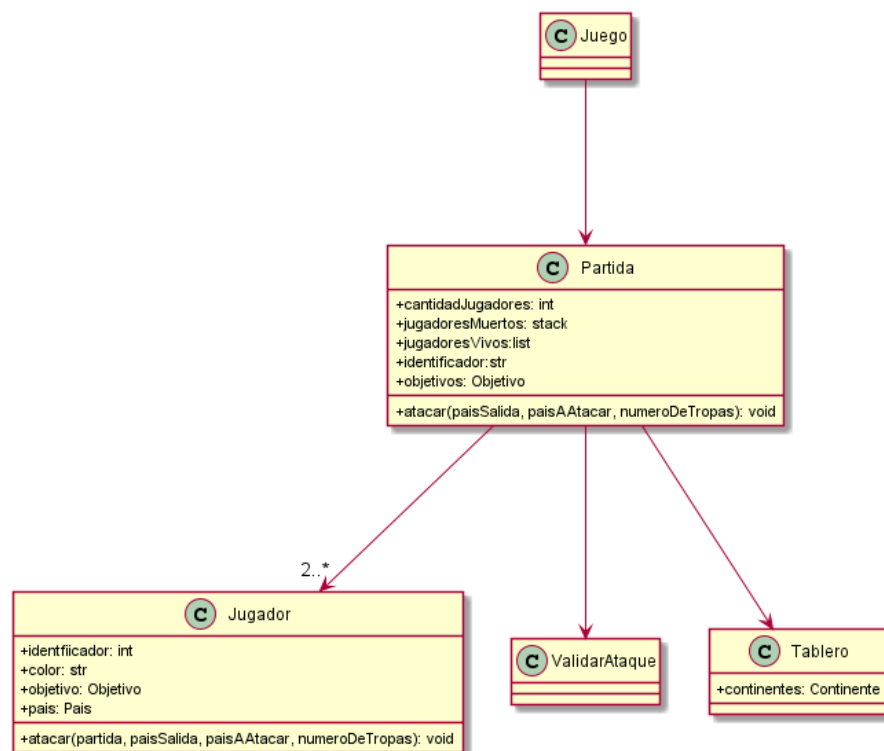 C Juego
C Partida
+cantidadJugadores: int
+jugadoresMuertos: stack
+jugadoresVivos:list
+identificador:str
+objetivos: Objetivo
+atacar(paisSalida, paisAAtacar, numeroDeTropas): void
2..*
C Jugador
+identfiicador: int
+color: str
+objetivo: Objetivo
+pais: Pais
+atacar(partida, paisSalida, paisAAtacar, numeroDeTropas): void
C ValidarAtaque
C Tablero
+continentes: Continente